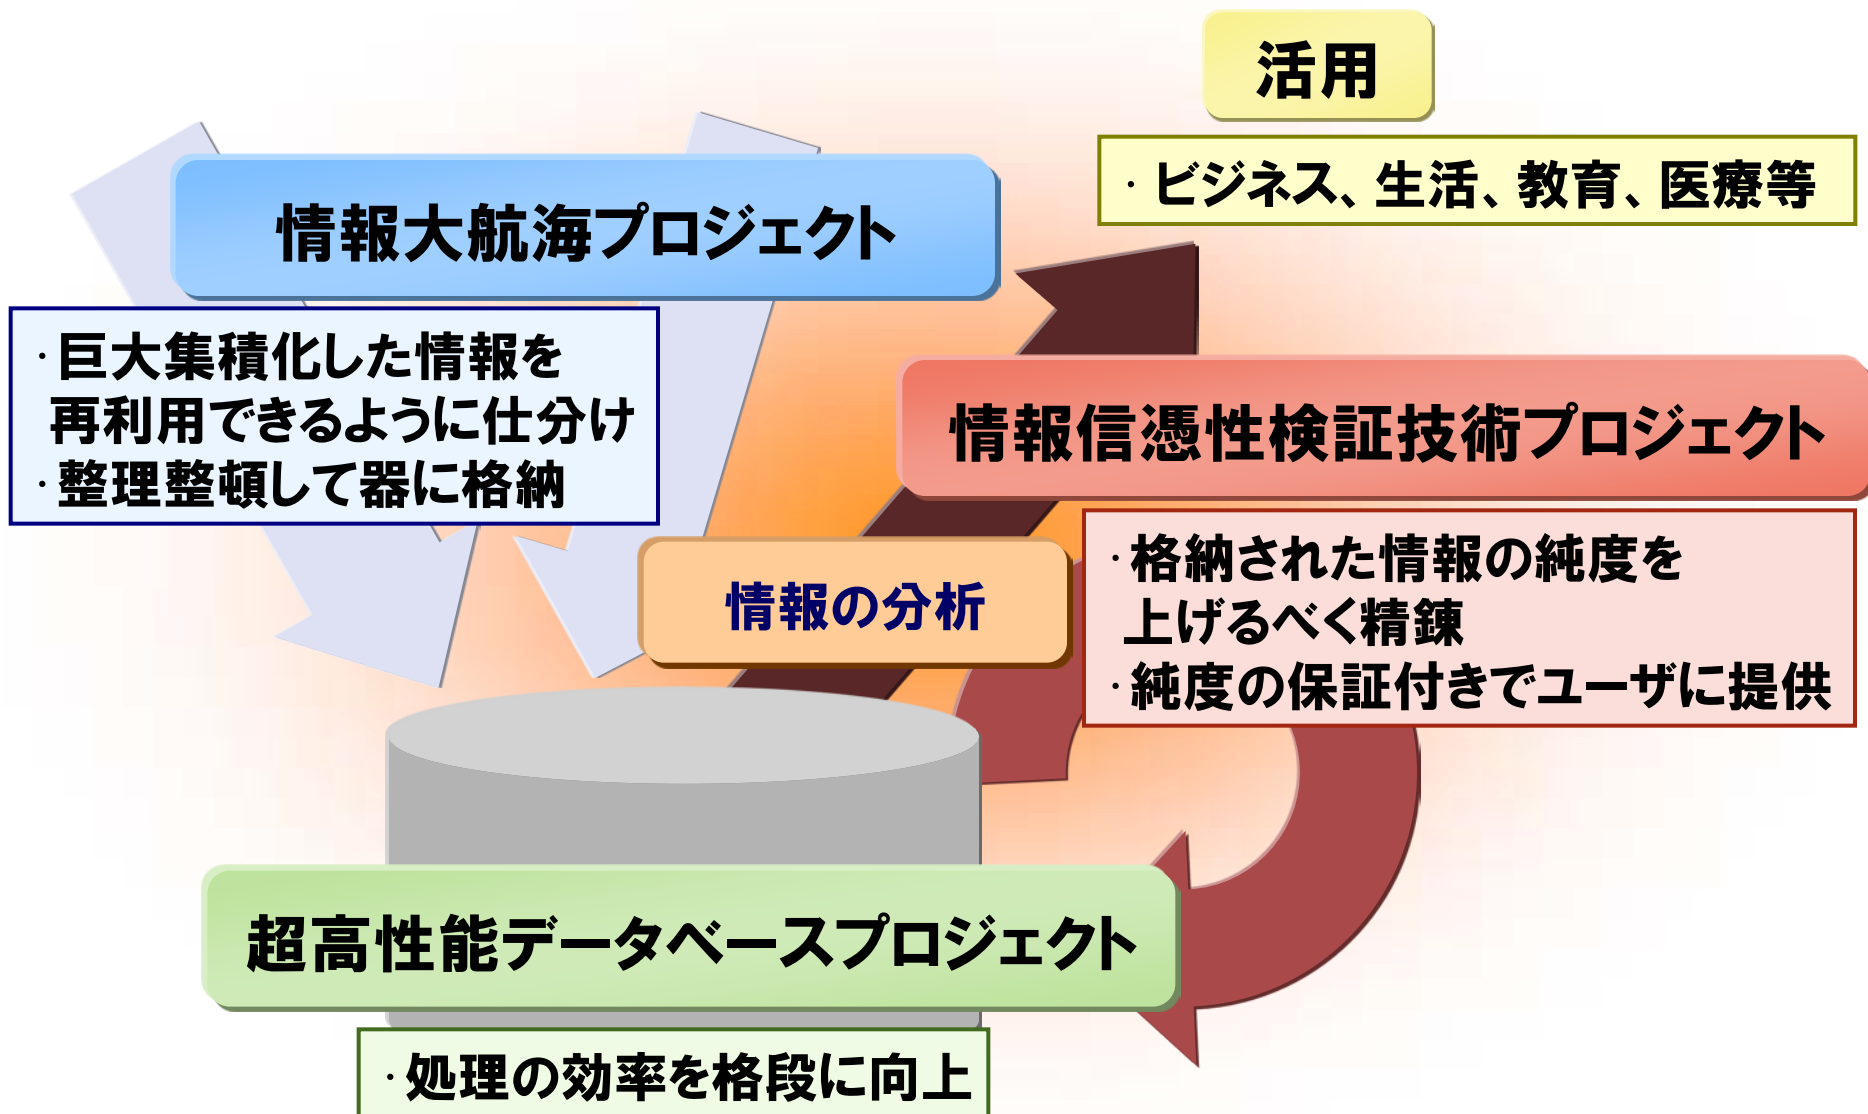 活用
・ビジネス、生活、教育、医療等
情報大航海プロジェクト
・巨大集積化した情報を
再利用できるように仕分け
・整理整頓して器に格納
情報信憑性検証技術プロジェクト
・格納された情報の純度を
上げるべく精錬
・純度の保証付きでユーザに提供
情報の分析
超高性能データベースプロジェクト
・処理の効率を格段に向上